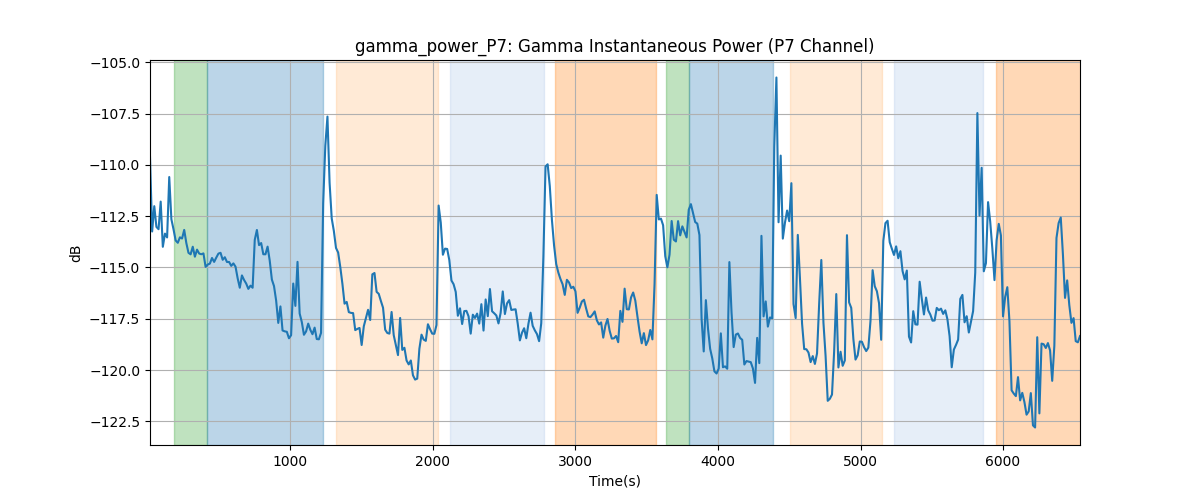 gamma_power_P7: Gamma Instantaneous Power (P7 Channel)
−105.0
−107.5
−110.0
−112.5
−115.0
−117.5
−120.0
−122.5
dB
1000 2000 3000 4000 5000 6000
Time(s)